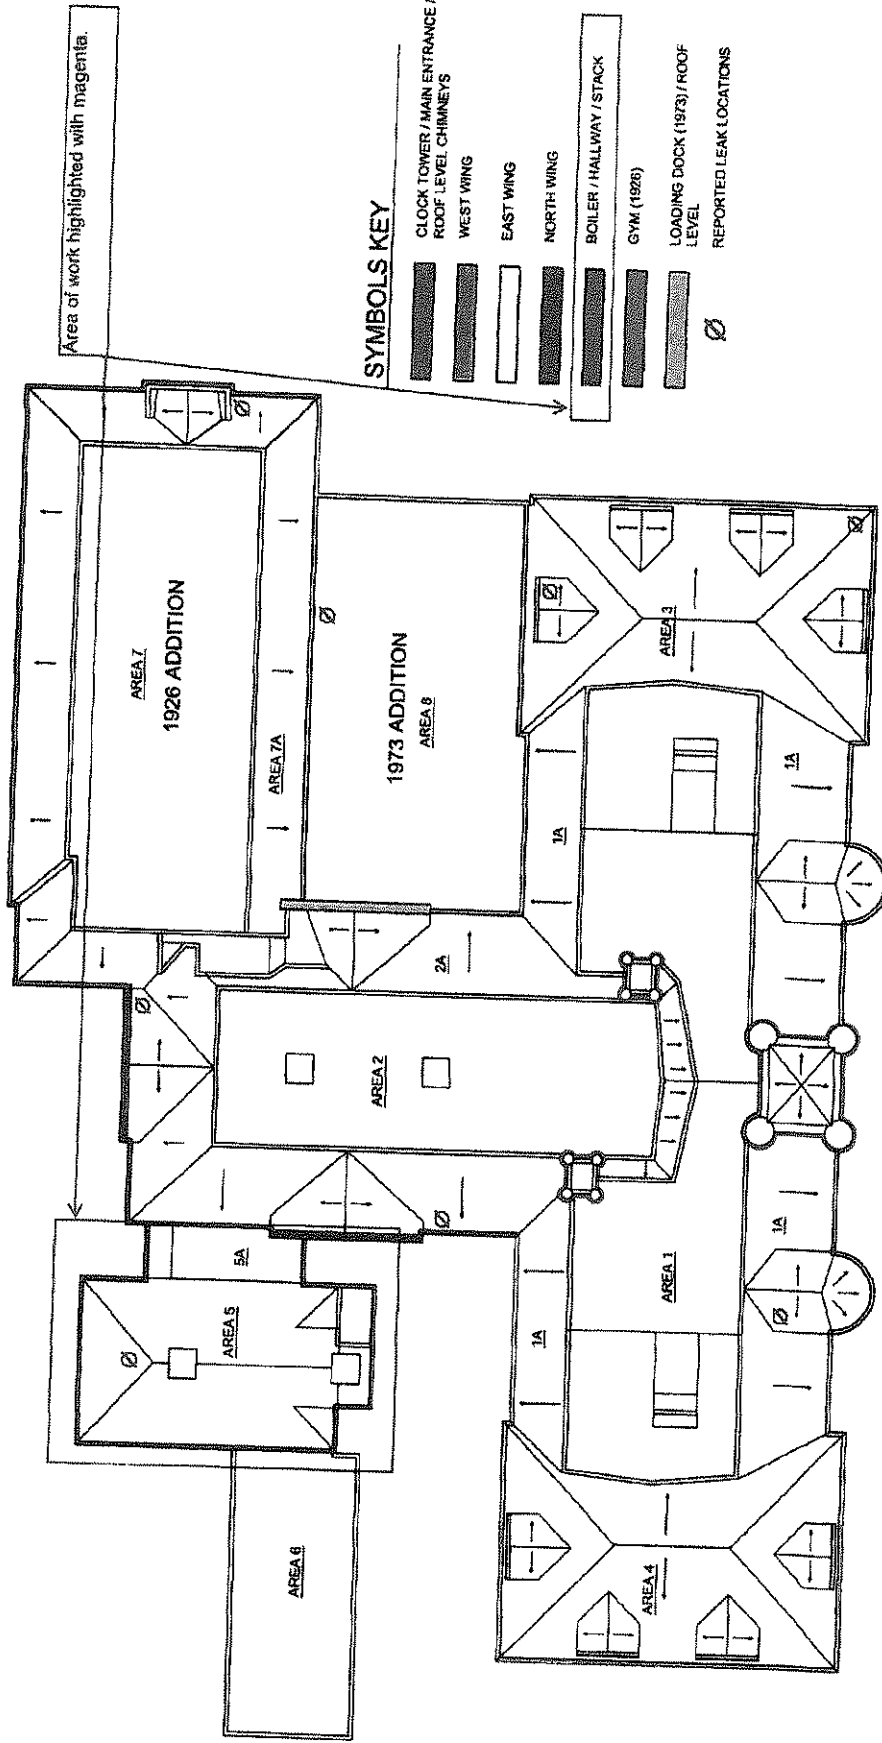 Area of work highlighted with magenta.
SYMBOLS KEY
CLOCK TOWER / MAIN ENTRANCE /
ROOF LEVEL CHIMNEYS
WEST WING
EAST WING
NORTH WING
BOILER / HALLWAY / STACK
GYM (1926)
LOADING DOCK (1973) / ROOF
LEVEL
Ø REPORTED LEAK LOCATIONS
AREA 7
1926 ADDITION
AREA 7A
1973 ADDITION
AREA 8
AREA 3
1A
1A
2A
AREA 2
5A
AREA 5
AREA 1
1A
1A
AREA 6
AREA 4
Ø
Ø
Ø
Ø
Ø
Ø
Ø
Ø